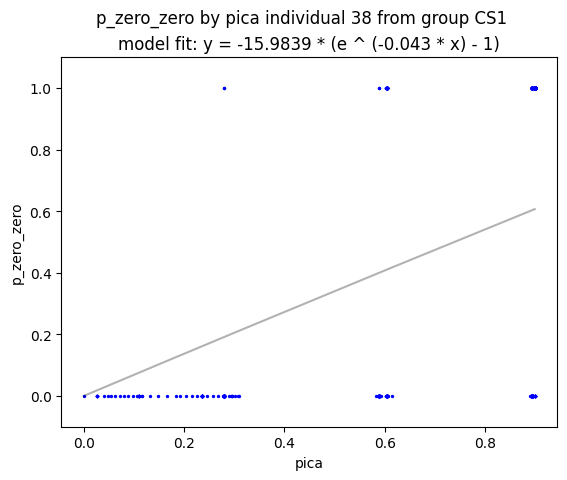 p_zero_zero by pica individual 38 from group CS1
model fit: y = -15.9839 * (e ^ (-0.043 * x) - 1)
1.0
0.8
0.6
0.4
0.2
0.0
p_zero_zero
0.0 0.2 0.4 0.6 0.8
pica